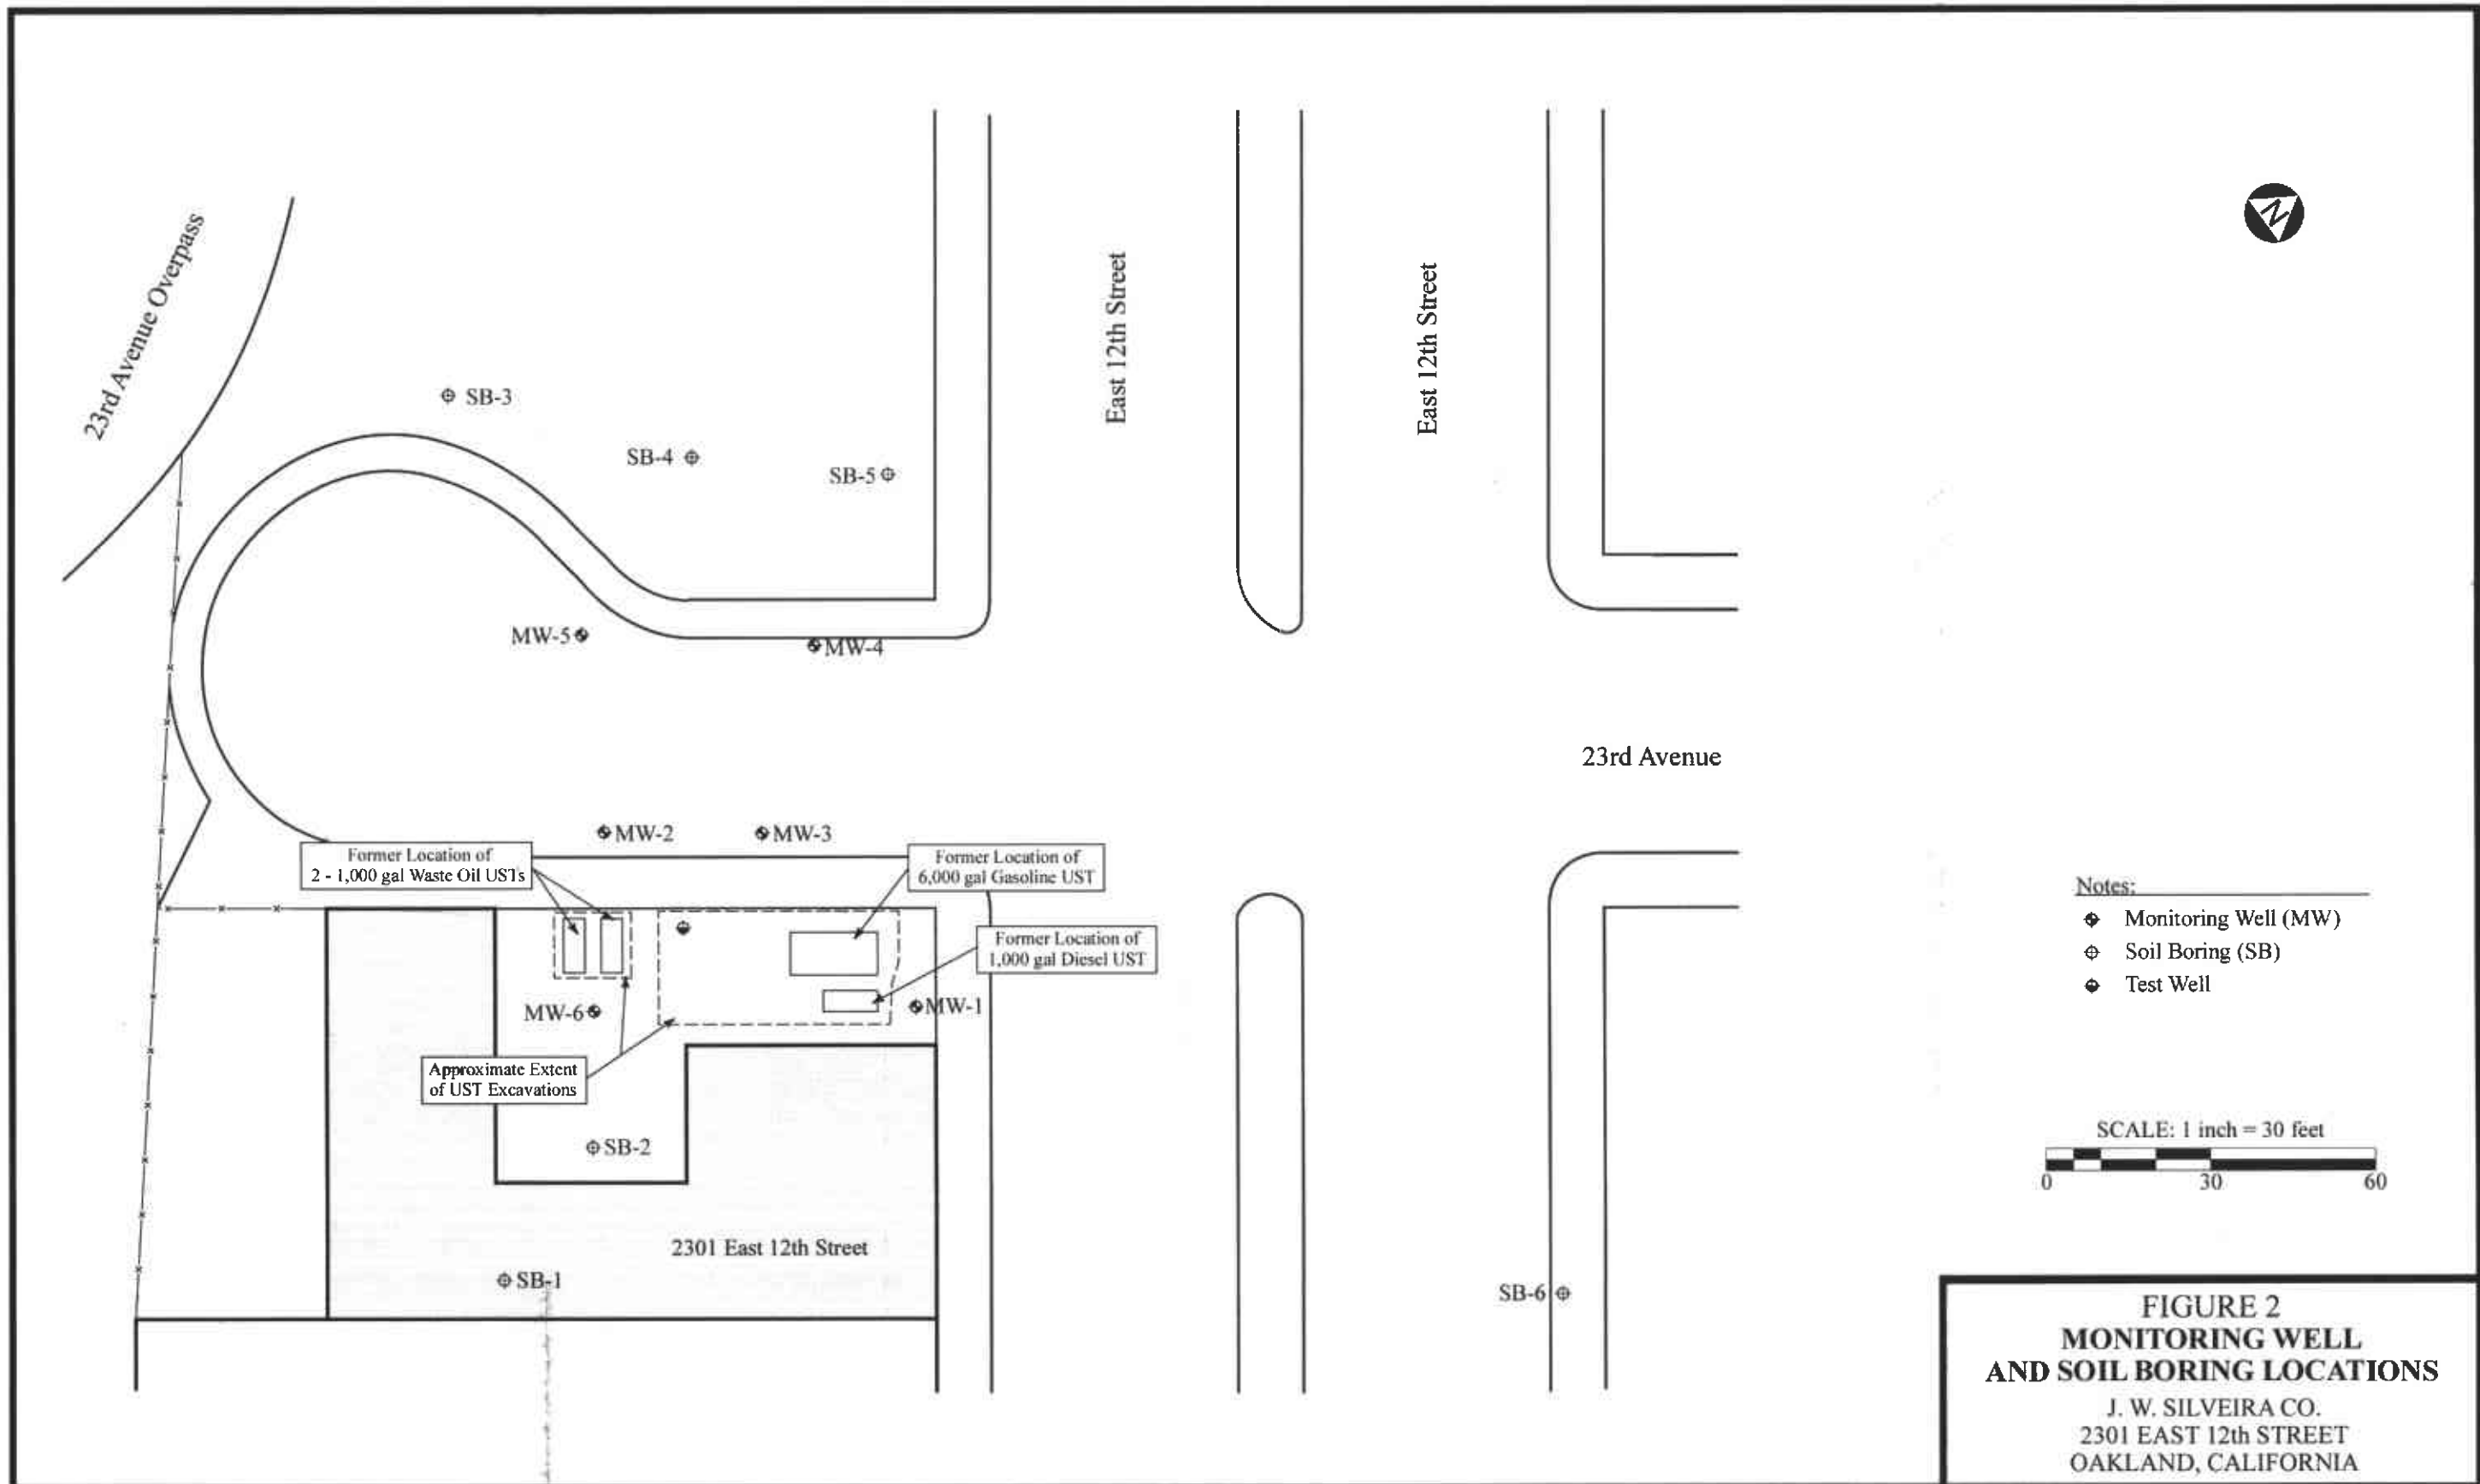 23rd Avenue Overpass
East 12th Street
East 12th Street
N
SB-3
SB-4
SB-5
MW-5
MW-4
23rd Avenue
MW-2
MW-3
Former Location of
2 - 1,000 gal Waste Oil USTs
Former Location of
6,000 gal Gasoline UST
Former Location of
1,000 gal Diesel UST
MW-6
MW-1
Approximate Extent
of UST Excavations
SB-2
2301 East 12th Street
SB-1
SB-6
Notes:
Monitoring Well (MW)
Soil Boring (SB)
Test Well
SCALE: 1 inch = 30 feet
0 30 60
FIGURE 2
MONITORING WELL
AND SOIL BORING LOCATIONS
J. W. SILVEIRA CO.
2301 EAST 12th STREET
OAKLAND, CALIFORNIA